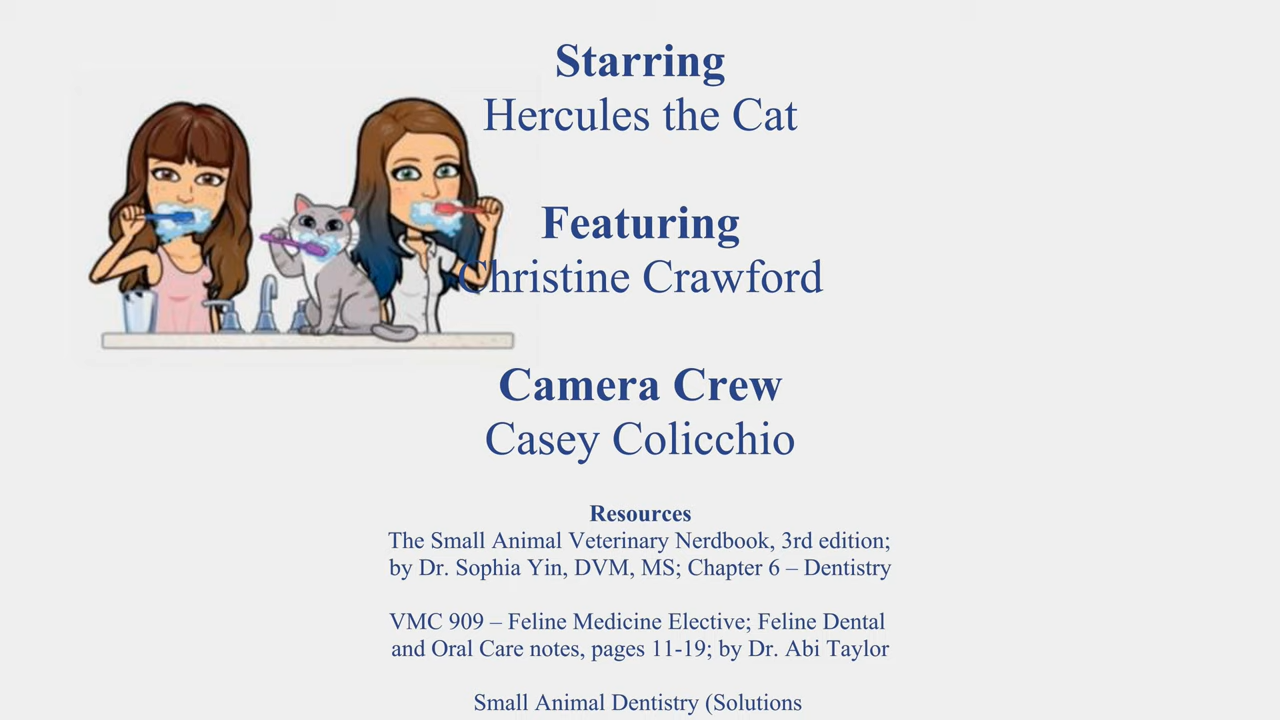 Starring
Hercules the Cat
Featuring
Christine Crawford
Camera Crew
Casey Colicchio
Resources
The Small Animal Veterinary Nerdbook, 3rd edition;
by Dr. Sophia Yin, DVM, MS; Chapter 6 – Dentistry
VMC 909 – Feline Medicine Elective; Feline Dental
and Oral Care notes, pages 11-19; by Dr. Abi Taylor
Small Animal Dentistry (Solutions